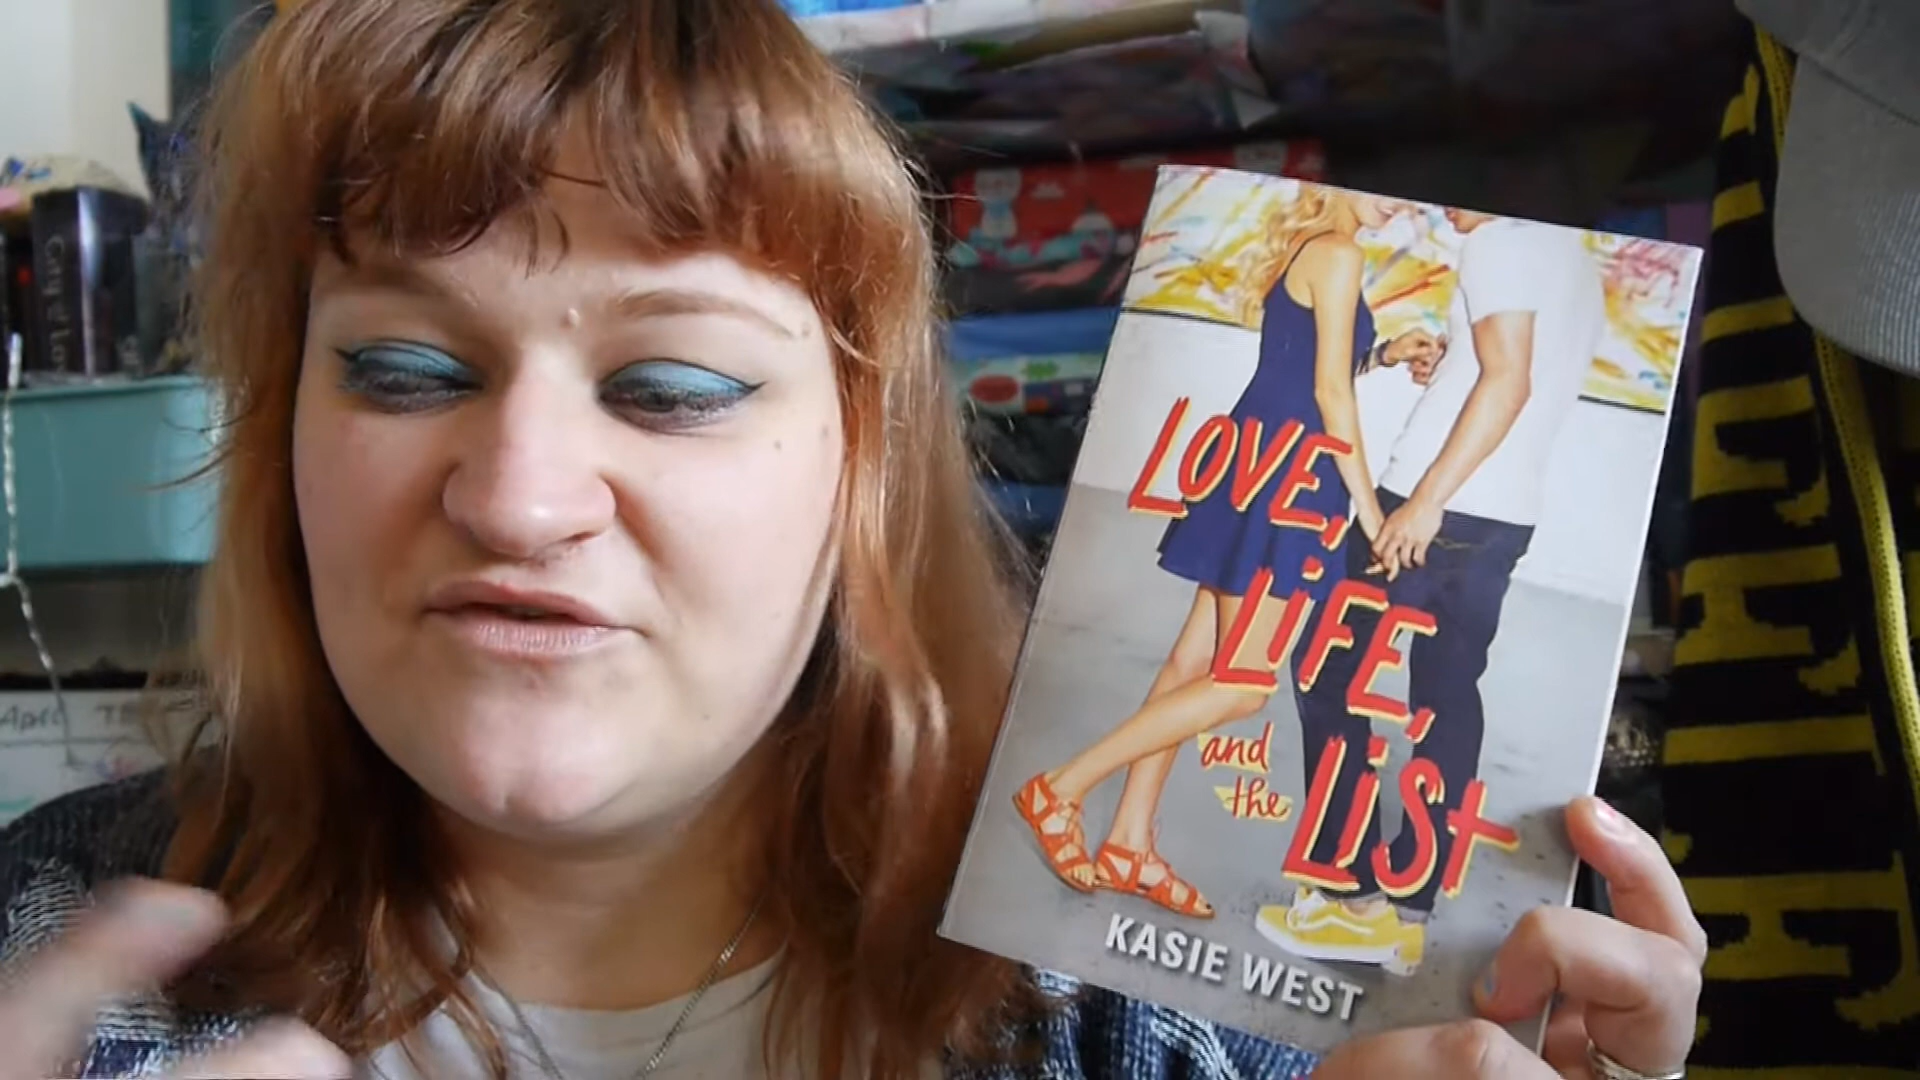 LOVE,
LiFE,
and
the
LiSt
KASIE WEST